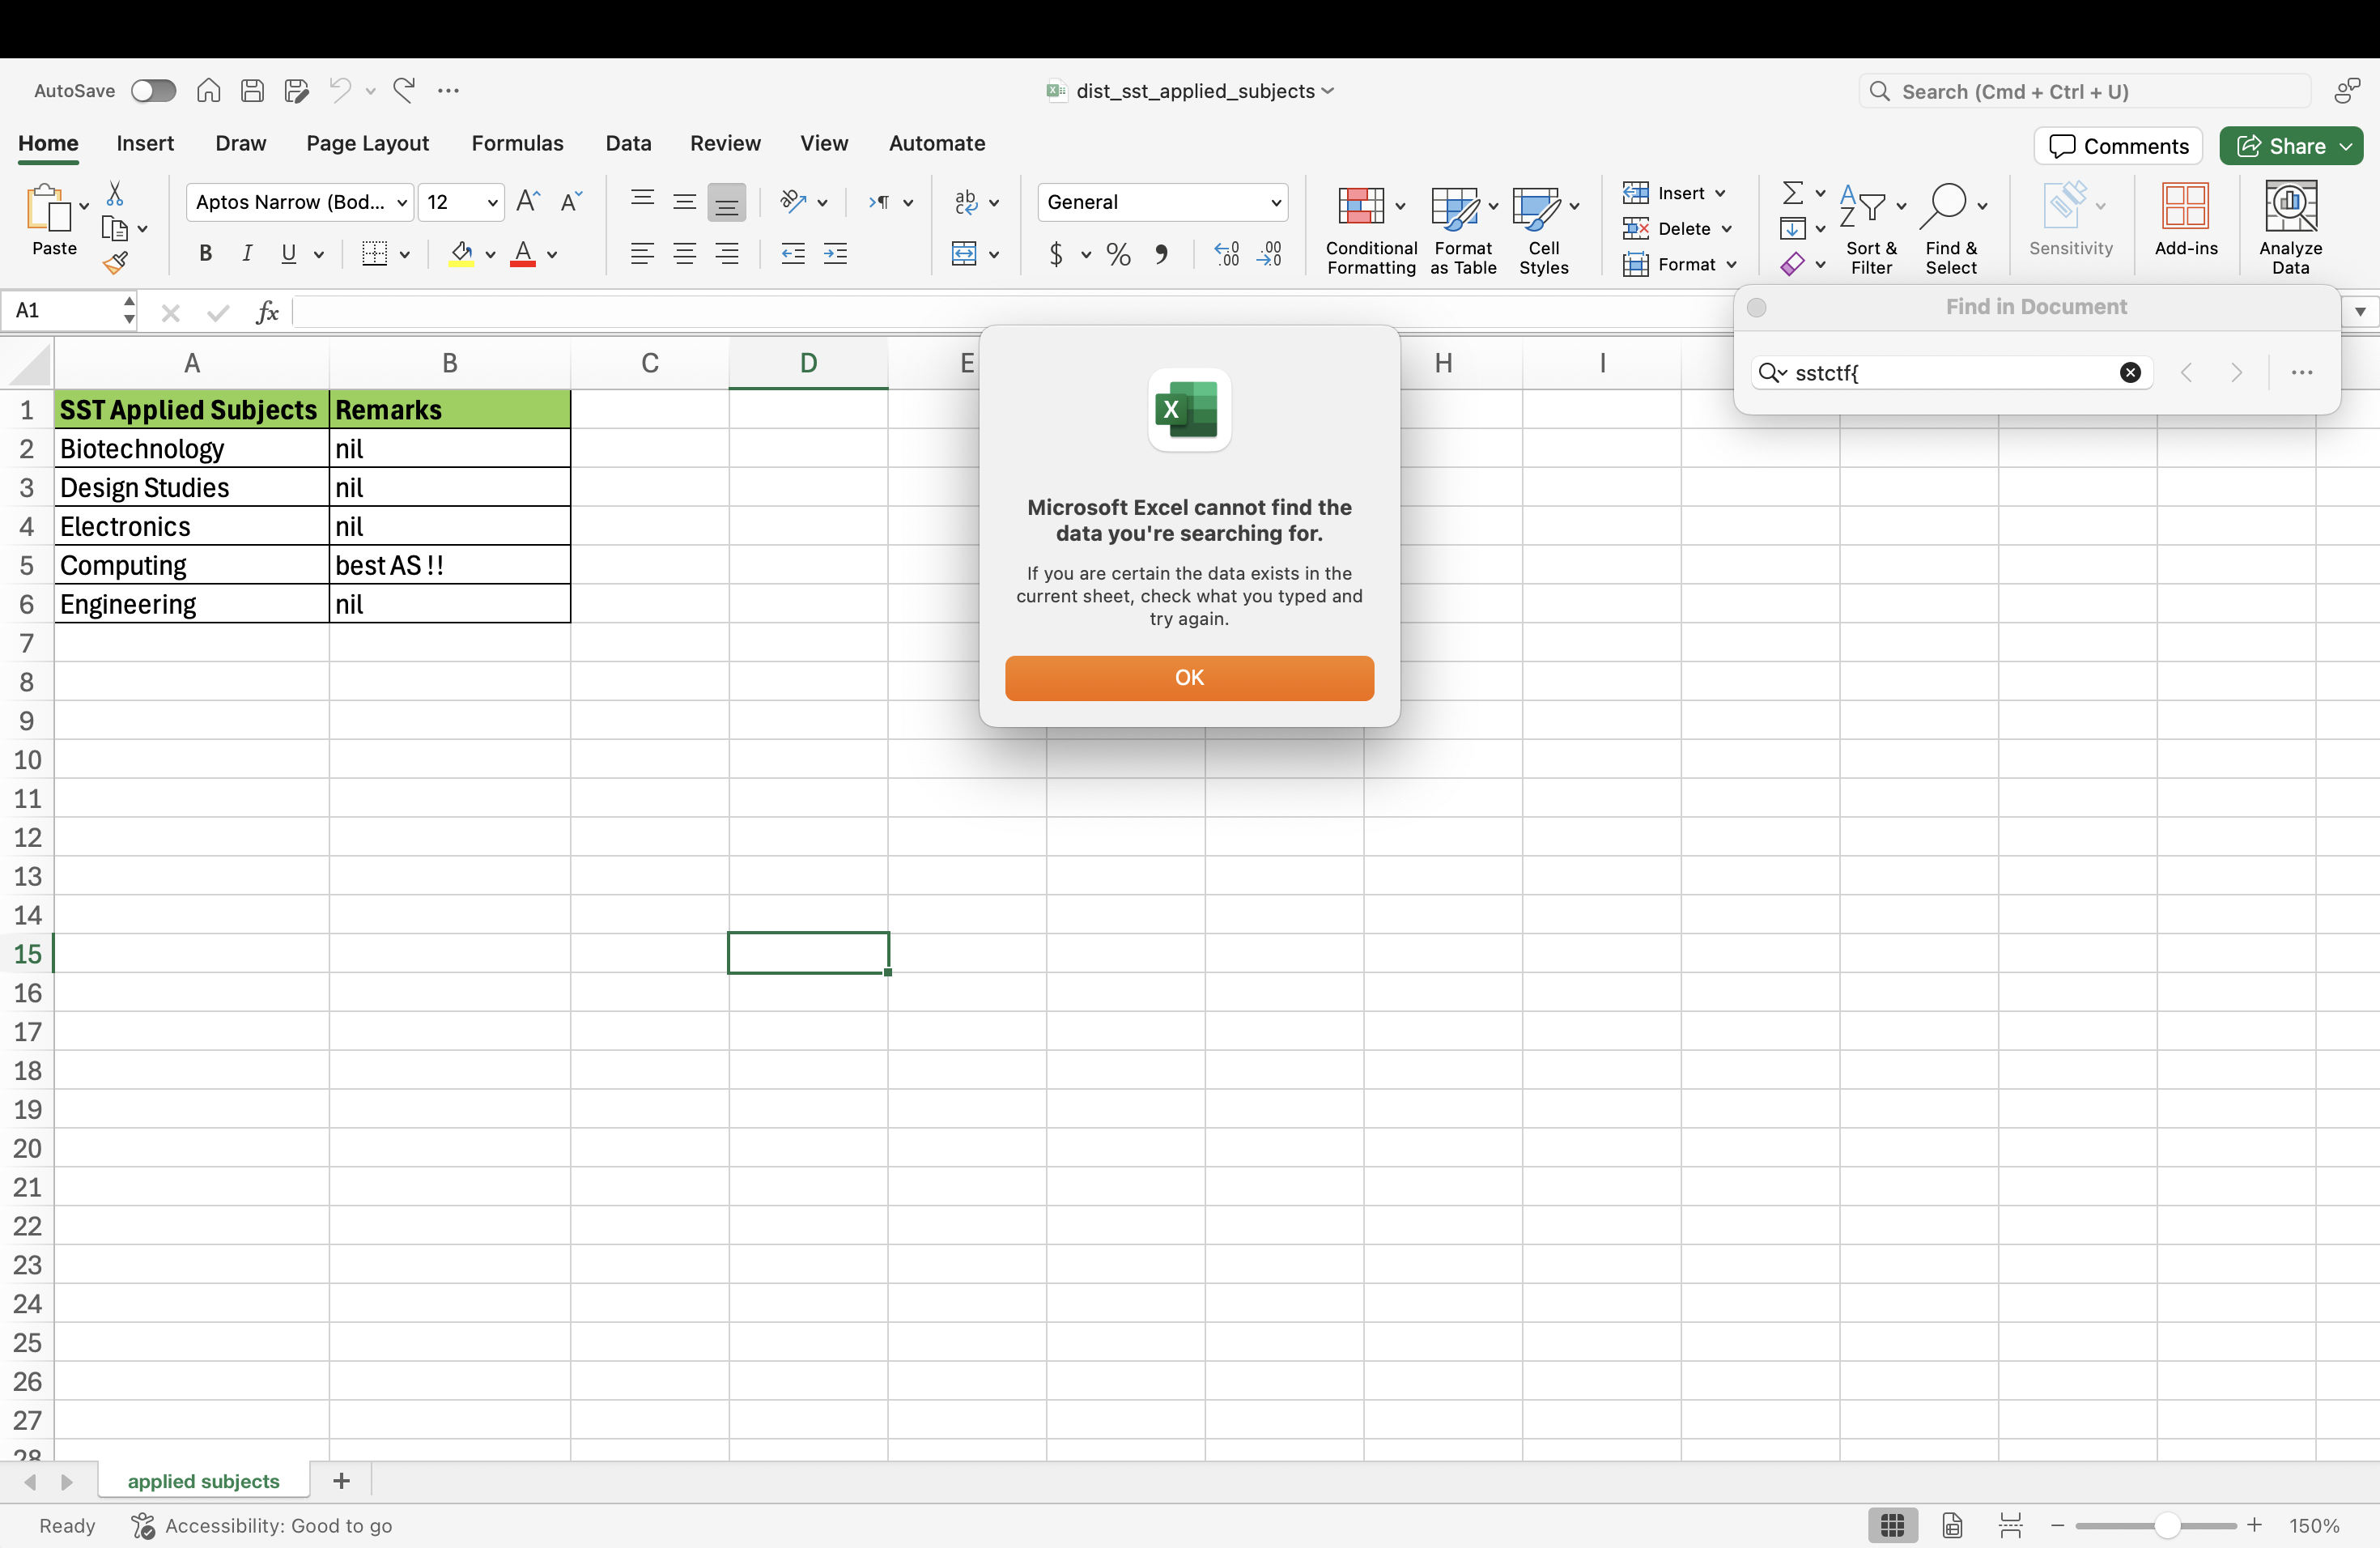 AutoSave
dist_sst_applied_subjects
Search (Cmd + Ctrl + U)
Home Insert Draw Page Layout Formulas Data Review View Automate
Comments Share
Paste
Aptos Narrow (Bod... 12
B I U A
ab
General
$ % , .00 .00
Conditional Formatting
Format as Table
Cell Styles
Insert
Delete
Format
Sort & Filter
Find & Select
Sensitivity
Add-ins
Analyze Data
A1
fx
Find in Document
sstctf{
A B C D E H I
1 SST Applied Subjects Remarks
2 Biotechnology nil
3 Design Studies nil
4 Electronics nil
5 Computing best AS !!
6 Engineering nil
7
8
9
10
11
12
13
14
15
16
17
18
19
20
21
22
23
24
25
26
27
28
Microsoft Excel cannot find the
data you're searching for.
If you are certain the data exists in the
current sheet, check what you typed and
try again.
OK
applied subjects
Ready
Accessibility: Good to go
150%